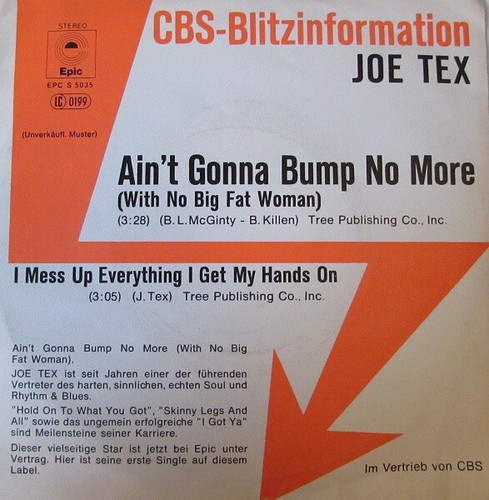 STEREO
Epic
EPC S 5035
LC 0199
(Unverkäufl. Muster)
CBS-Blitzinformation
JOE TEX
Ain't Gonna Bump No More
(With No Big Fat Woman)
(3:28) (B.L.McGinty - B.Killen) Tree Publishing Co., Inc.
I Mess Up Everything I Get My Hands On
(3:05) (J.Tex) Tree Publishing Co., Inc.
Ain't Gonna Bump No More (With No Big
Fat Woman).
JOE TEX ist seit Jahren einer der führenden
Vertreter des harten, sinnlichen, echten Soul und
Rhythm & Blues.
"Hold On To What You Got", "Skinny Legs And
All" sowie das ungemein erfolgreiche "I Got Ya"
sind Meilensteine seiner Karriere.
Dieser vielseitige Star ist jetzt bei Epic unter
Vertrag. Hier ist seine erste Single auf diesem
Label.
Im Vertrieb von CBS